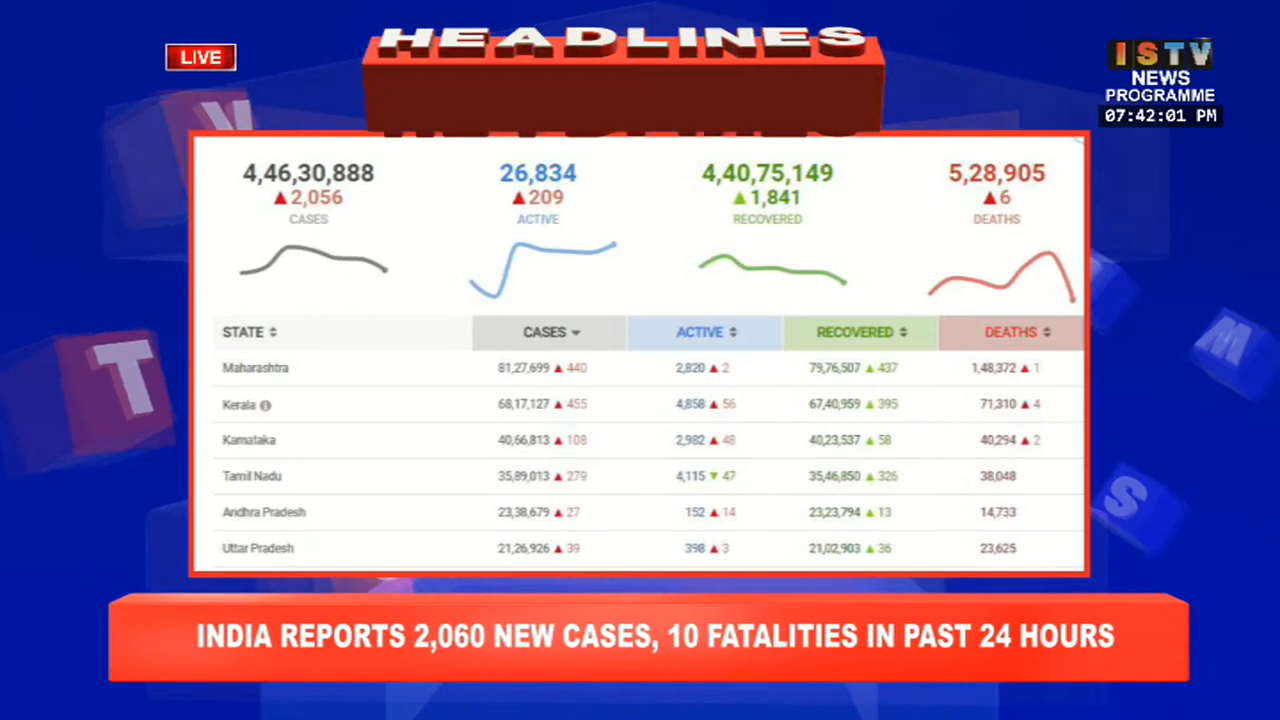 HEADLINES
LIVE
ISTV
NEWS
PROGRAMME
07:42:01 PM
4,46,30,888 26,834 4,40,75,149 5,28,905
▲2,056 ▲209 ▲1,841 ▲6
CASES ACTIVE RECOVERED DEATHS
STATE CASES ACTIVE RECOVERED DEATHS
Maharashtra 81,27,699 ▲ 440 2,820 ▲ 2 79,76,507 ▲ 437 1,48,372 ▲ 1
Kerala 68,17,127 ▲ 455 4,858 ▲ 56 67,40,959 ▲ 395 71,310 ▲ 4
Karnataka 40,66,813 ▲ 108 2,982 ▲ 48 40,23,537 ▲ 58 40,294 ▲ 2
Tamil Nadu 35,89,013 ▲ 279 4,115 ▼ 47 35,46,850 ▲ 326 38,048
Andhra Pradesh 23,38,679 ▲ 27 152 ▲ 14 23,23,794 ▲ 13 14,733
Uttar Pradesh 21,26,926 ▲ 39 398 ▲ 3 21,02,903 ▲ 36 23,625
INDIA REPORTS 2,060 NEW CASES, 10 FATALITIES IN PAST 24 HOURS
V
T
M
S